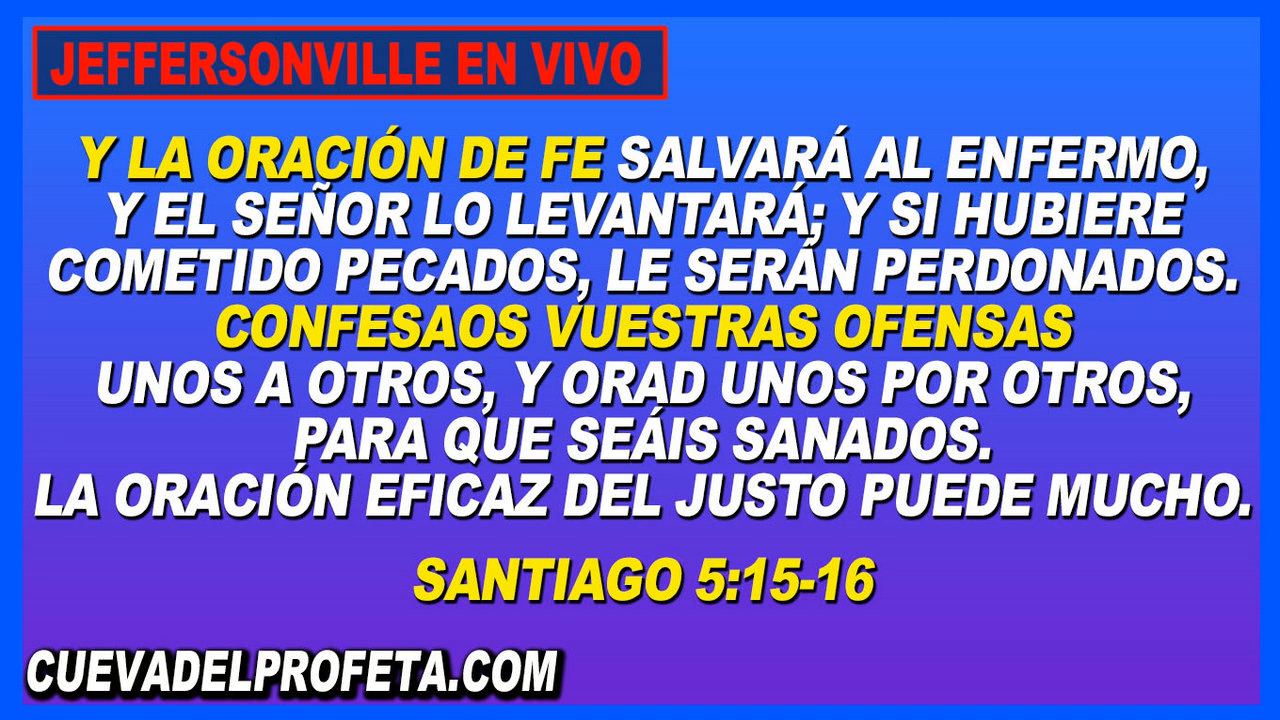 JEFFERSONVILLE EN VIVO
Y LA ORACIÓN DE FE SALVARÁ AL ENFERMO,
Y EL SEÑOR LO LEVANTARÁ; Y SI HUBIERE
COMETIDO PECADOS, LE SERÁN PERDONADOS.
CONFESAOS VUESTRAS OFENSAS
UNOS A OTROS, Y ORAD UNOS POR OTROS,
PARA QUE SEÁIS SANADOS.
LA ORACIÓN EFICAZ DEL JUSTO PUEDE MUCHO.
SANTIAGO 5:15-16
CUEVADELPROFETA.COM